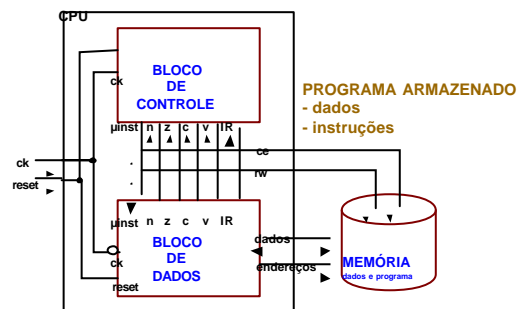 CPU
BLOCO
DE
CONTROLE
ck
µinst n z c v IR
PROGRAMA ARMAZENADO
- dados
- instruções
ce
rw
ck
reset
µinst n z c v IR
BLOCO
DE
DADOS
ck
reset
dados
endereços
MEMÓRIA
dados e programa